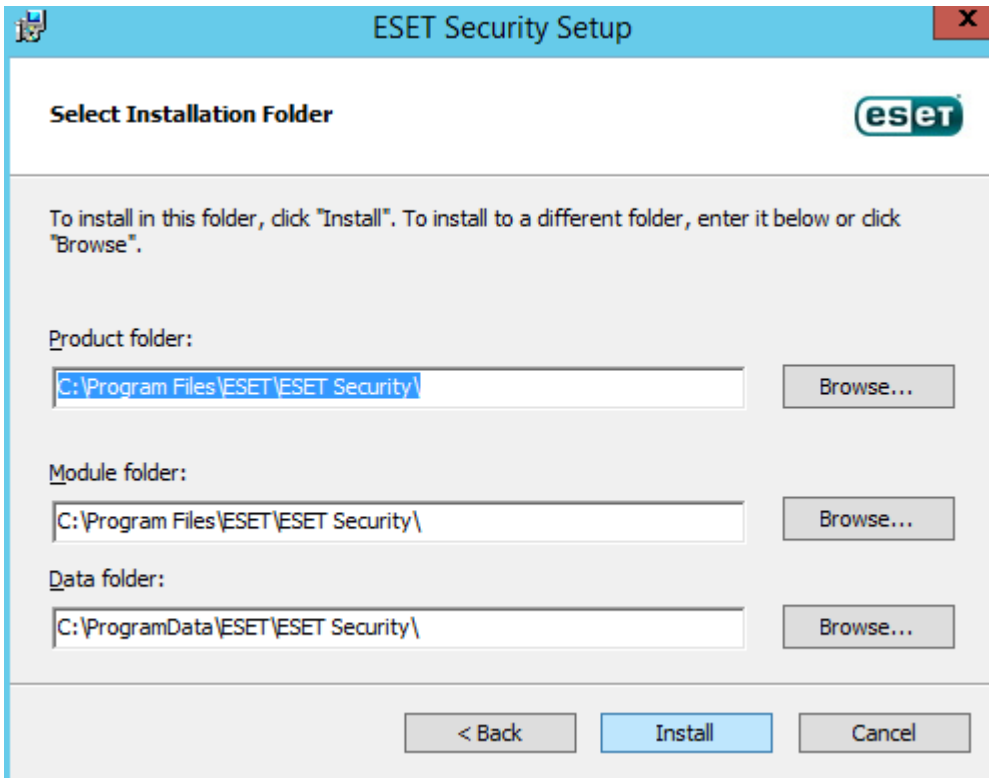 ESET Security Setup
x
Select Installation Folder
eset
To install in this folder, click "Install". To install to a different folder, enter it below or click
"Browse".
Product folder:
C:\Program Files\ESET\ESET Security\
Browse...
Module folder:
C:\Program Files\ESET\ESET Security\
Browse...
Data folder:
C:\ProgramData\ESET\ESET Security\
Browse...
< Back
Install
Cancel